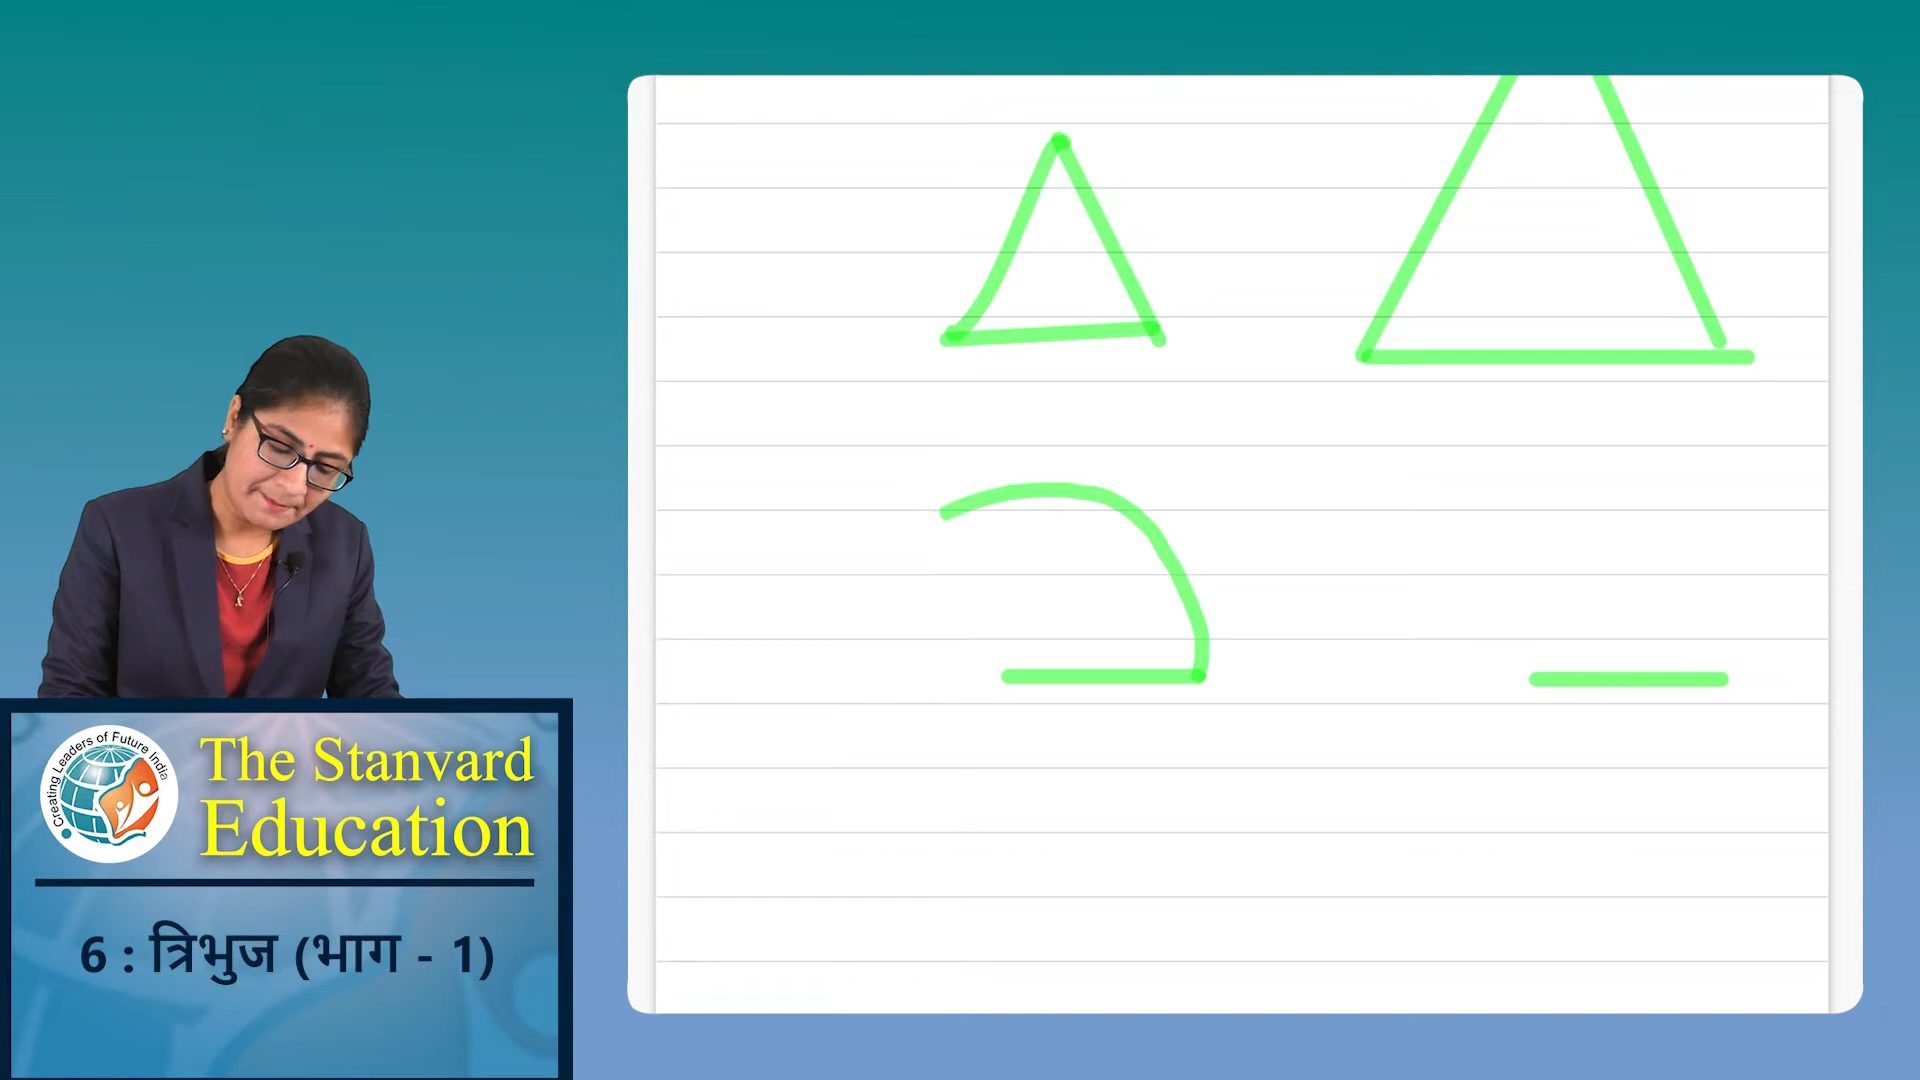 Creating Leaders of Future India
The Stanvard
Education
6 : त्रिभुज (भाग - 1)